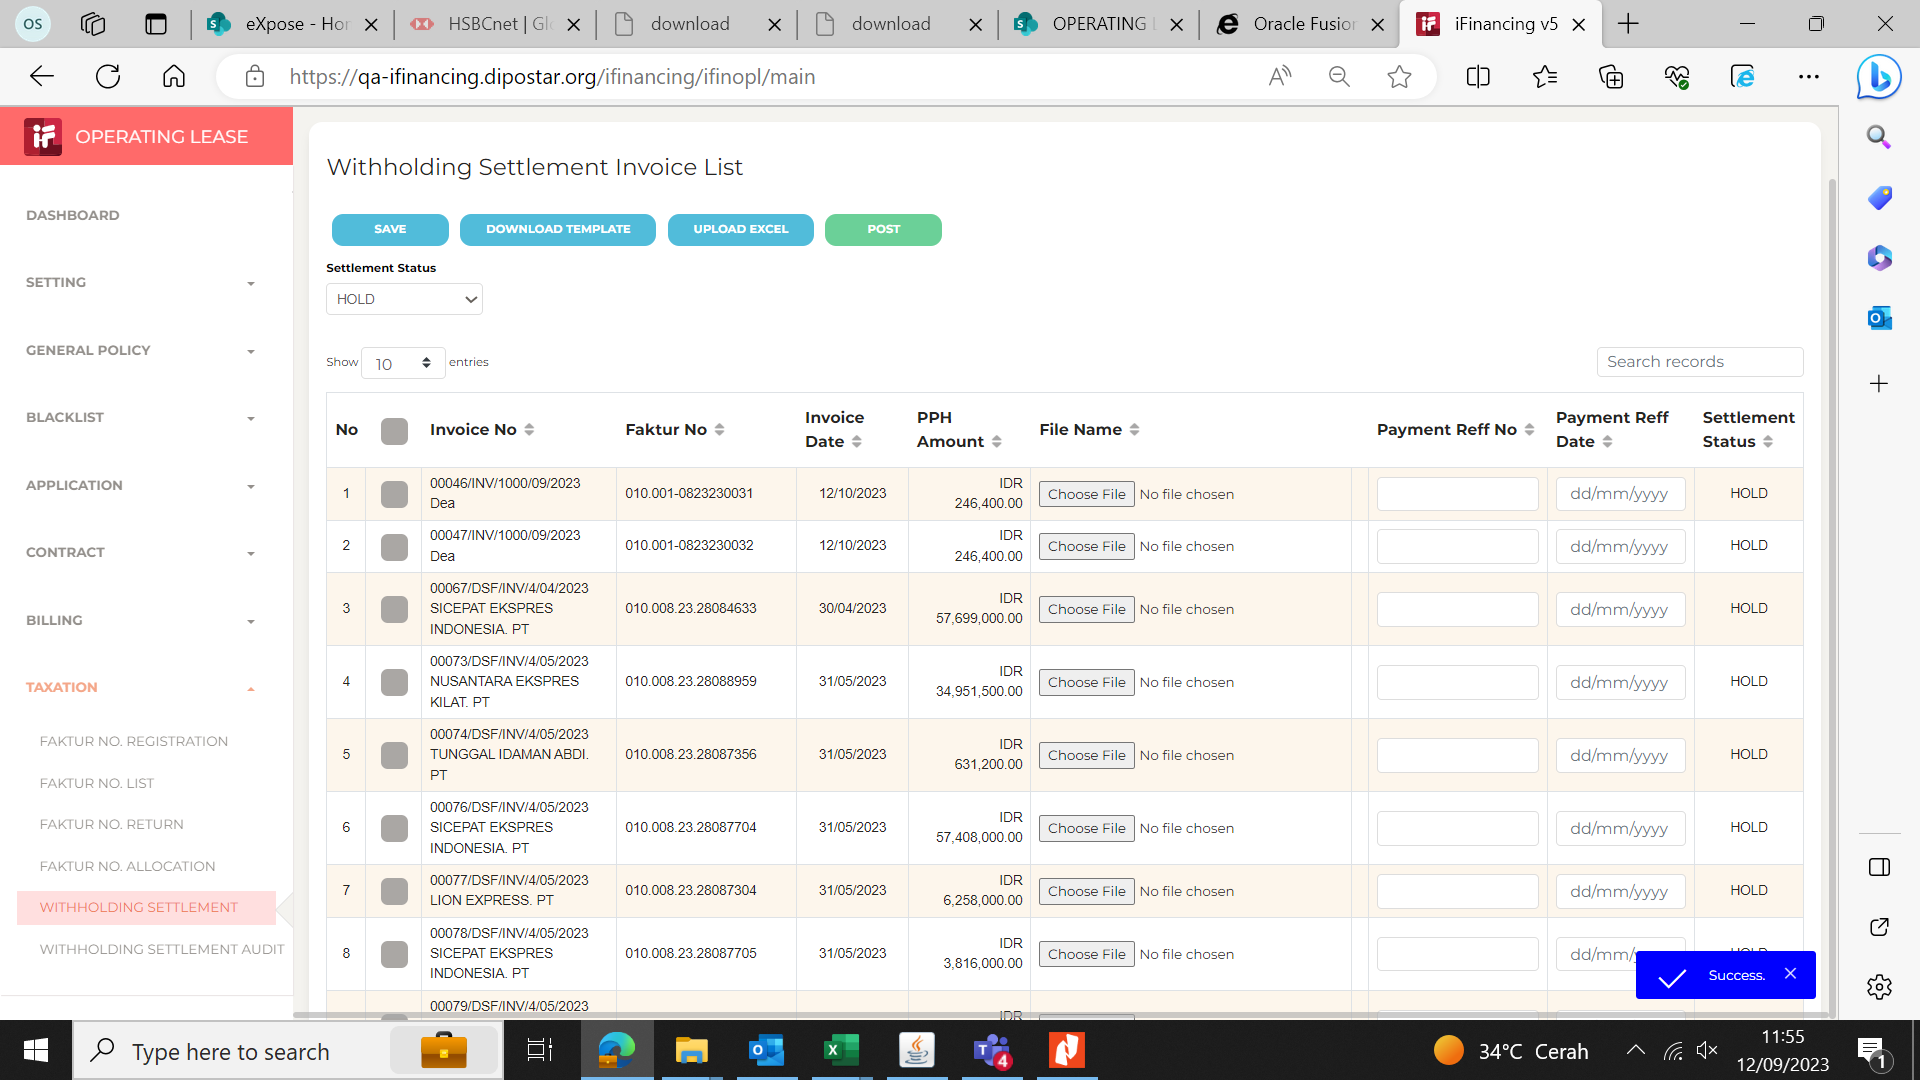 OS
eXpose - Hor
HSBCnet | Glo
download
download
OPERATING L
Oracle Fusion
iFinancing v5
https://qa-ifinancing.dipostar.org/ifinancing/ifinopl/main
iF OPERATING LEASE
DASHBOARD
SETTING
GENERAL POLICY
BLACKLIST
APPLICATION
CONTRACT
BILLING
TAXATION
FAKTUR NO. REGISTRATION
FAKTUR NO. LIST
FAKTUR NO. RETURN
FAKTUR NO. ALLOCATION
WITHHOLDING SETTLEMENT
WITHHOLDING SETTLEMENT AUDIT
Withholding Settlement Invoice List
SAVE DOWNLOAD TEMPLATE UPLOAD EXCEL POST
Settlement Status
HOLD
Show 10 entries
Search records
No Invoice No Faktur No Invoice Date PPH Amount File Name Payment Reff No Payment Reff Date Settlement Status
1 00046/INV/1000/09/2023 Dea 010.001-0823230031 12/10/2023 IDR 246,400.00 Choose File No file chosen dd/mm/yyyy HOLD
2 00047/INV/1000/09/2023 Dea 010.001-0823230032 12/10/2023 IDR 246,400.00 Choose File No file chosen dd/mm/yyyy HOLD
3 00067/DSF/INV/4/04/2023 SICEPAT EKSPRES INDONESIA. PT 010.008.23.28084633 30/04/2023 IDR 57,699,000.00 Choose File No file chosen dd/mm/yyyy HOLD
4 00073/DSF/INV/4/05/2023 NUSANTARA EKSPRES KILAT. PT 010.008.23.28088959 31/05/2023 IDR 34,951,500.00 Choose File No file chosen dd/mm/yyyy HOLD
5 00074/DSF/INV/4/05/2023 TUNGGAL IDAMAN ABDI. PT 010.008.23.28087356 31/05/2023 IDR 631,200.00 Choose File No file chosen dd/mm/yyyy HOLD
6 00076/DSF/INV/4/05/2023 SICEPAT EKSPRES INDONESIA. PT 010.008.23.28087704 31/05/2023 IDR 57,408,000.00 Choose File No file chosen dd/mm/yyyy HOLD
7 00077/DSF/INV/4/05/2023 LION EXPRESS. PT 010.008.23.28087304 31/05/2023 IDR 6,258,000.00 Choose File No file chosen dd/mm/yyyy HOLD
8 00078/DSF/INV/4/05/2023 SICEPAT EKSPRES INDONESIA. PT 010.008.23.28087705 31/05/2023 IDR 3,816,000.00 Choose File No file chosen dd/m HOLD
00079/DSF/INV/4/05/2023 IDR
Success.
Type here to search
4
34°C Cerah
11:55
12/09/2023
1